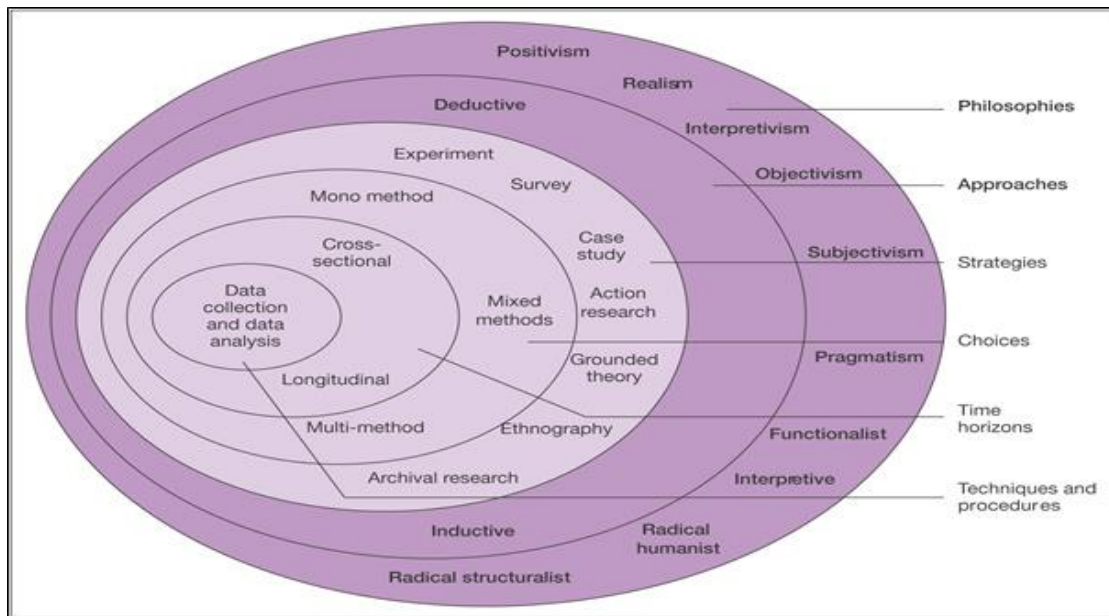 Positivism
Realism
Interpretivism
Objectivism
Subjectivism
Pragmatism
Functionalist
Interpretive
Radical
humanist
Radical structuralist
Deductive
Inductive
Experiment
Survey
Case
study
Action
research
Grounded
theory
Ethnography
Archival research
Mono method
Mixed
methods
Multi-method
Cross-
sectional
Longitudinal
Data
collection
and data
analysis
Philosophies
Approaches
Strategies
Choices
Time
horizons
Techniques and
procedures